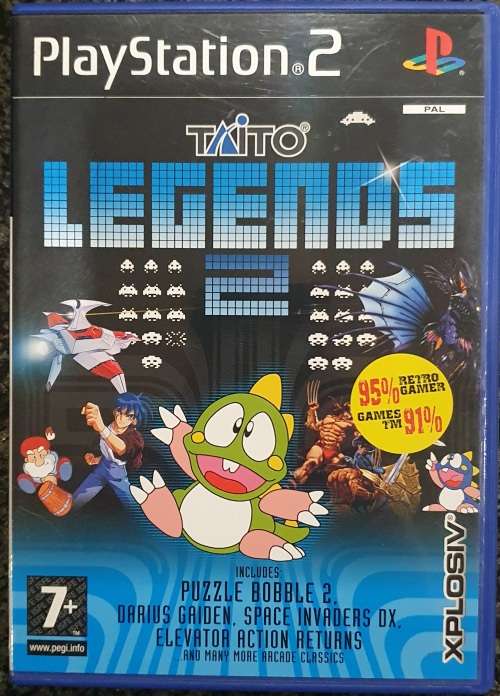 PlayStation®2
PAL
TAITO®
LEGENDS
2
95% RETRO GAMER
GAMES TM 91%
INCLUDES:
PUZZLE BOBBLE 2,
DARIUS GAIDEN, SPACE INVADERS DX,
ELEVATOR ACTION RETURNS
...AND MANY MORE ARCADE CLASSICS
7+
TM
www.pegi.info
XPLOSIV®